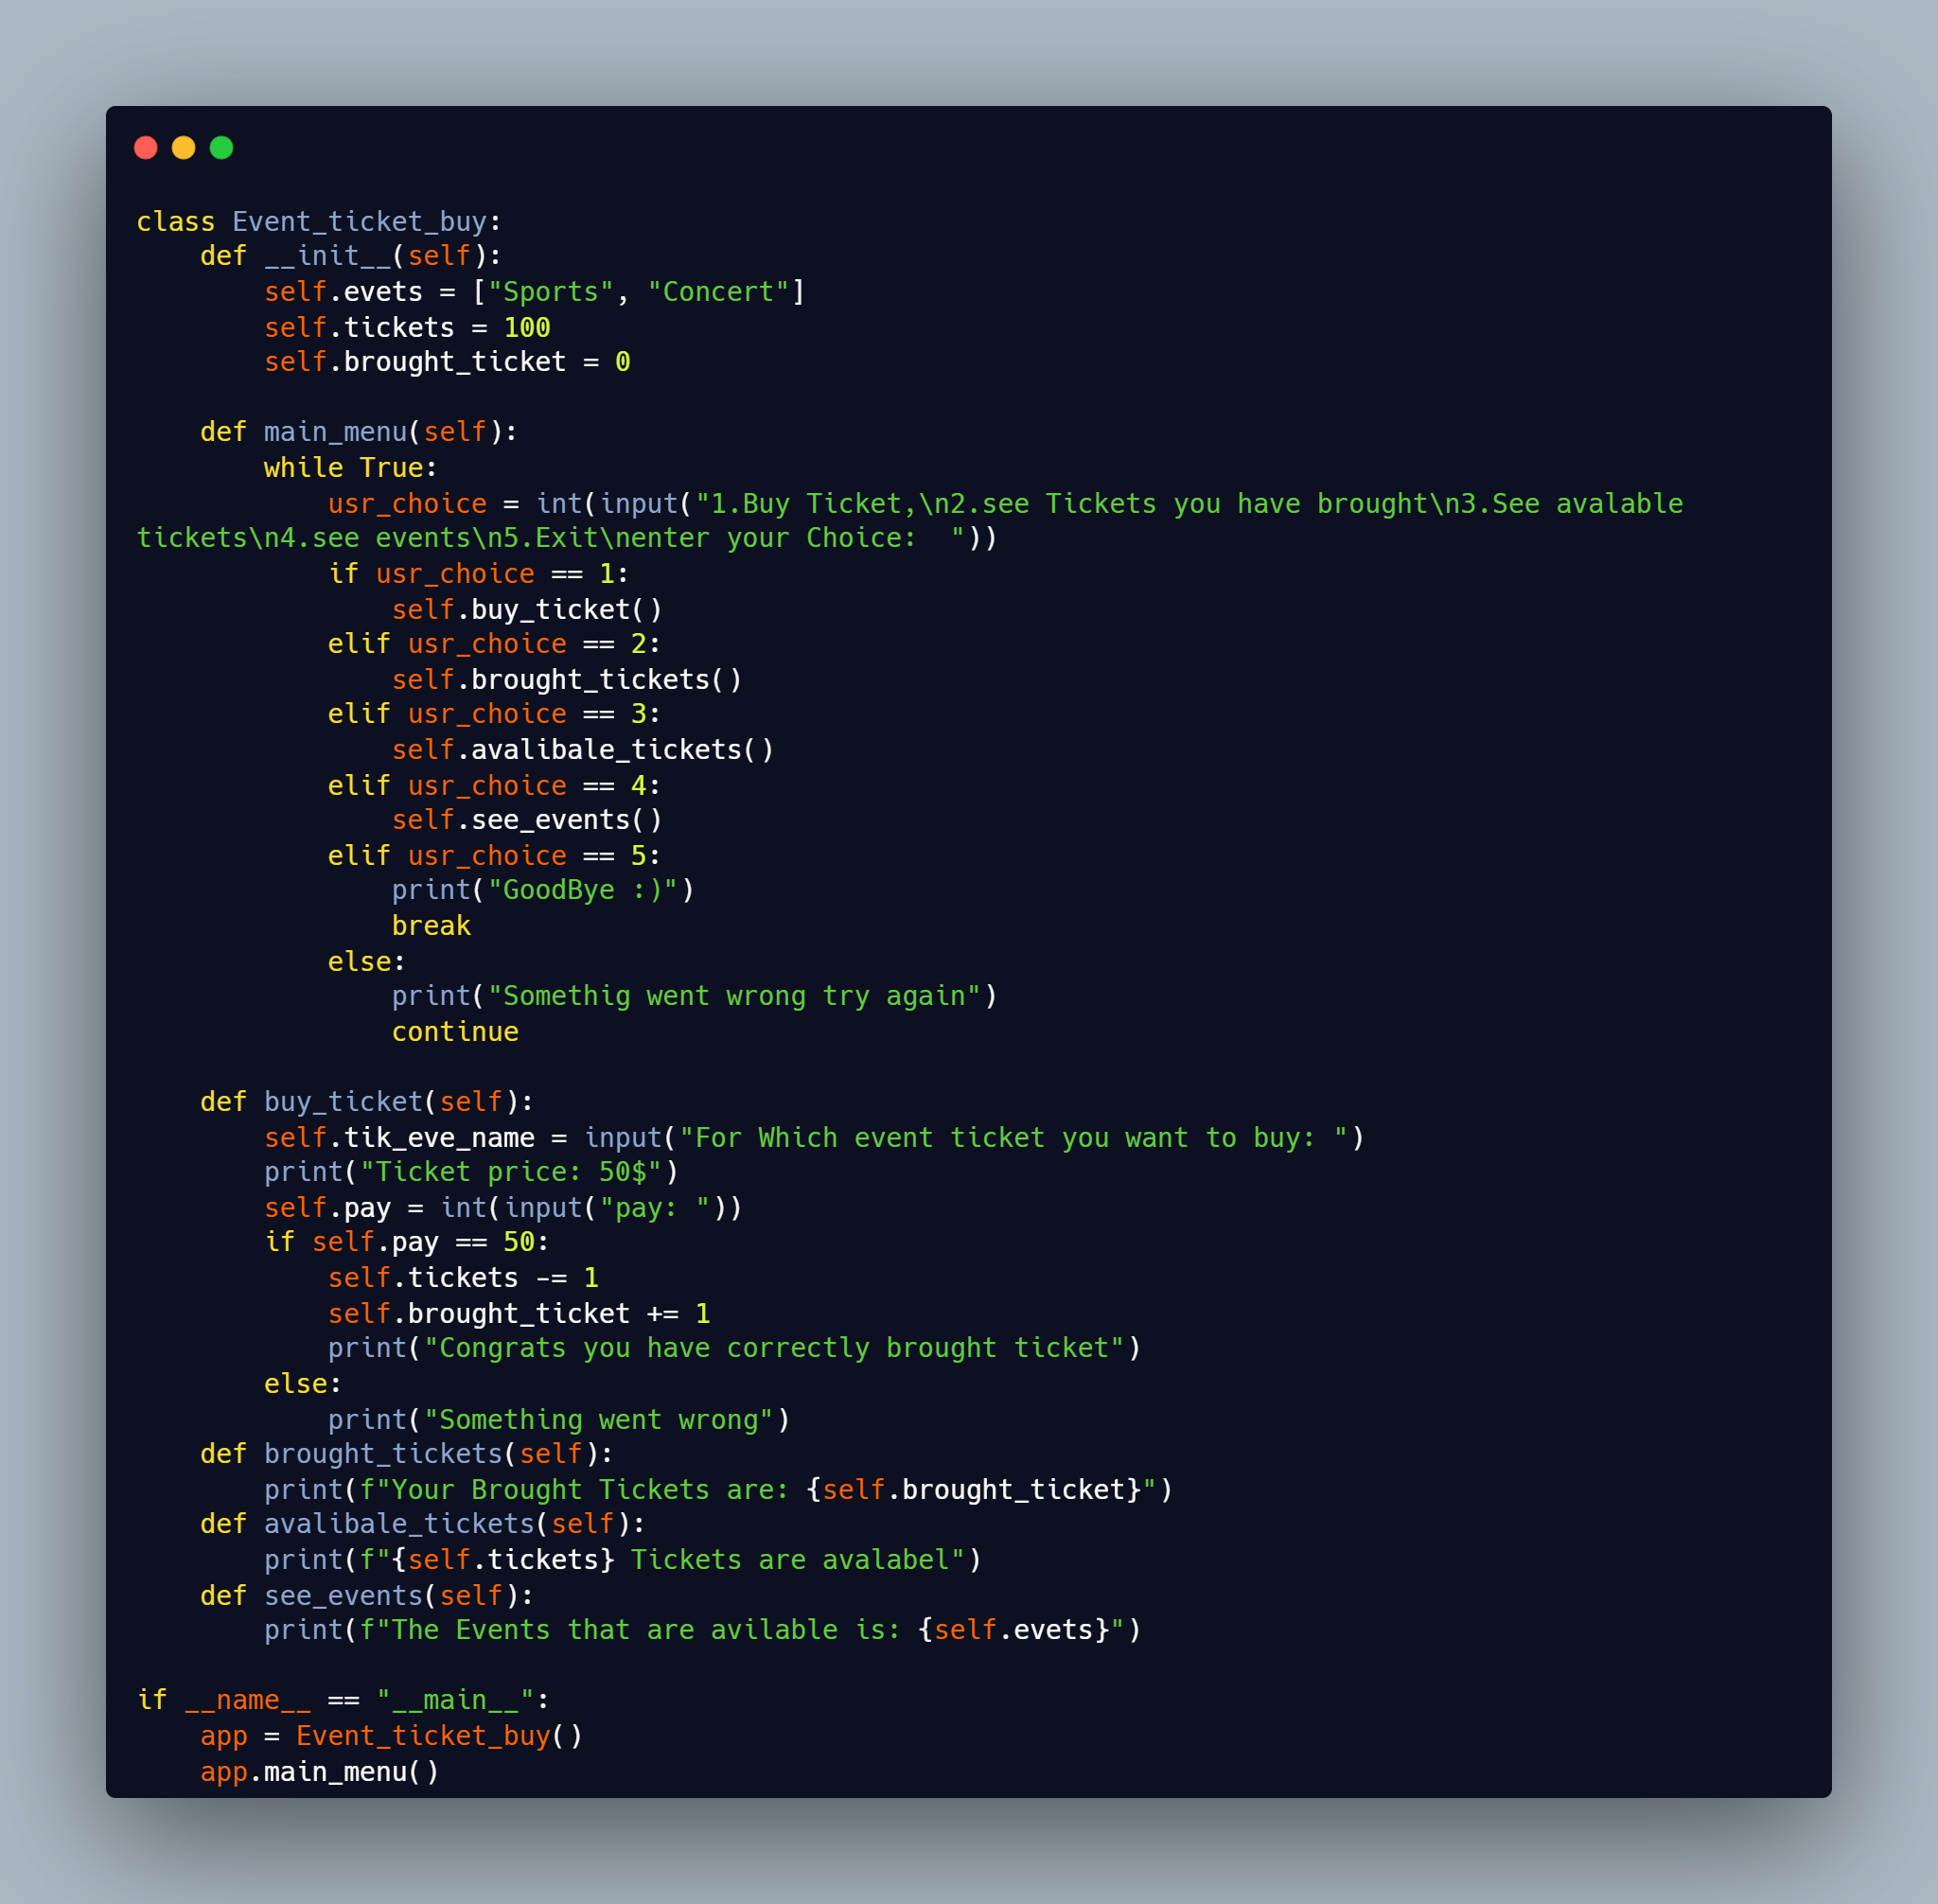 class Event_ticket_buy:
    def __init__(self):
        self.evets = ["Sports", "Concert"]
        self.tickets = 100
        self.brought_ticket = 0

    def main_menu(self):
        while True:
            usr_choice = int(input("1.Buy Ticket,\n2.see Tickets you have brought\n3.See avalable
tickets\n4.see events\n5.Exit\nenter your Choice:  "))
            if usr_choice == 1:
                self.buy_ticket()
            elif usr_choice == 2:
                self.brought_tickets()
            elif usr_choice == 3:
                self.avalibale_tickets()
            elif usr_choice == 4:
                self.see_events()
            elif usr_choice == 5:
                print("GoodBye :)")
                break
            else:
                print("Somethig went wrong try again")
                continue

    def buy_ticket(self):
        self.tik_eve_name = input("For Which event ticket you want to buy: ")
        print("Ticket price: 50$")
        self.pay = int(input("pay: "))
        if self.pay == 50:
            self.tickets -= 1
            self.brought_ticket += 1
            print("Congrats you have correctly brought ticket")
        else:
            print("Something went wrong")
    def brought_tickets(self):
        print(f"Your Brought Tickets are: {self.brought_ticket}")
    def avalibale_tickets(self):
        print(f"{self.tickets} Tickets are avalabel")
    def see_events(self):
        print(f"The Events that are avilable is: {self.evets}")

if __name__ == "__main__":
    app = Event_ticket_buy()
    app.main_menu()